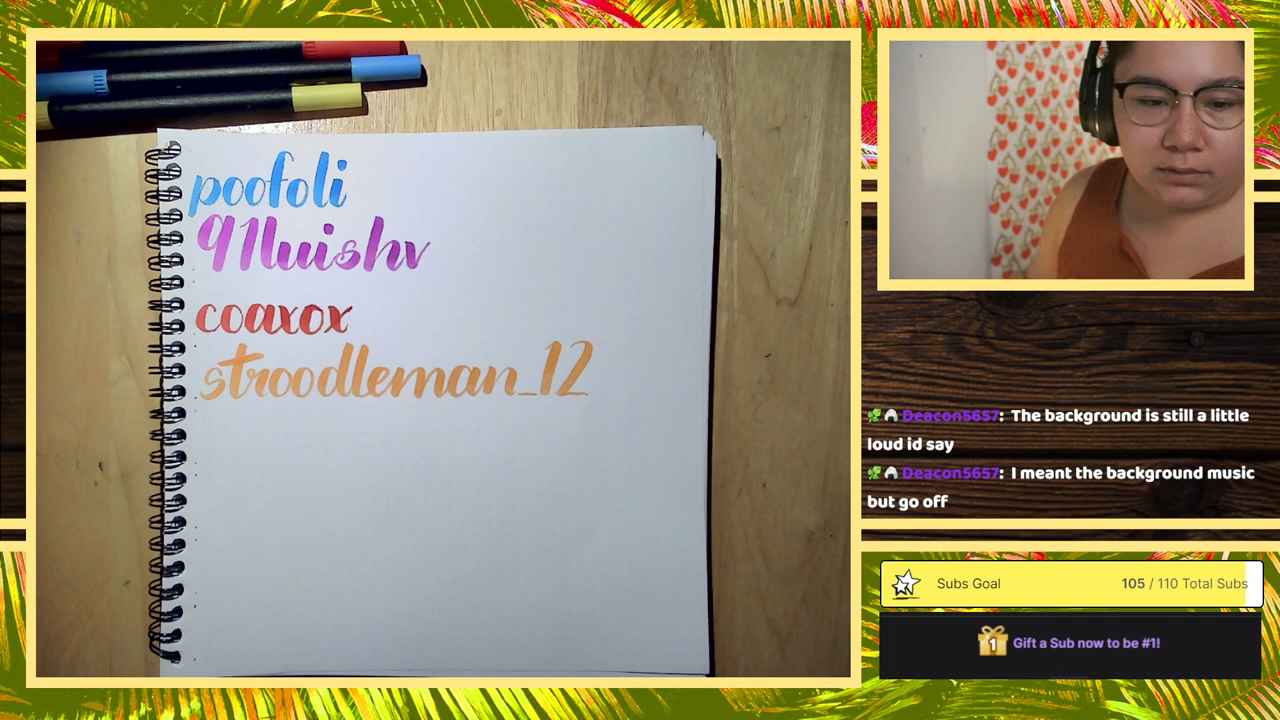 poofoli
91luishv
coaxox
stroodleman_12
Deacon5657: The background is still a little
loud id say
Deacon5657: I meant the background music
but go off
Subs Goal 105 / 110 Total Subs
1 Gift a Sub now to be #1!